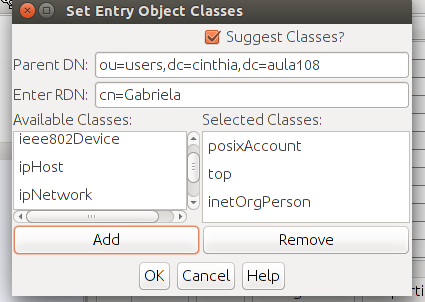 Set Entry Object Classes
Suggest Classes?
Parent DN: ou=users,dc=cinthia,dc=aula108
Enter RDN: cn=Gabriela
Available Classes: Selected Classes:
ieee802Device
posixAccount
ipHost
top
ipNetwork
inetOrgPerson
Add Remove
OK Cancel Help